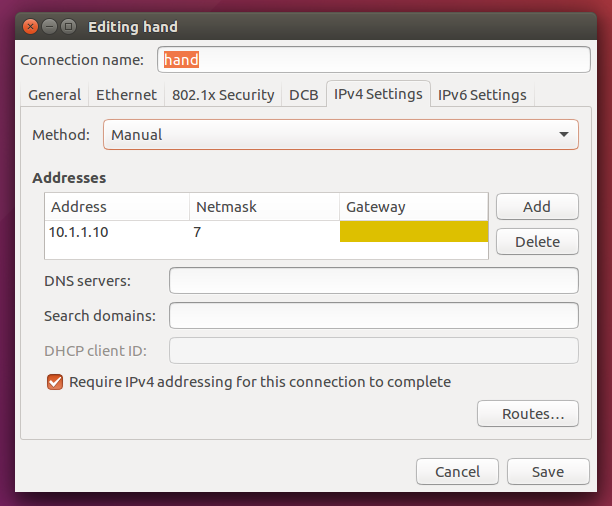 Editing hand
Connection name: hand
General Ethernet 802.1x Security DCB IPv4 Settings IPv6 Settings
Method: Manual
Addresses
Address Netmask Gateway
10.1.1.10 7
Add
Delete
DNS servers:
Search domains:
DHCP client ID:
Require IPv4 addressing for this connection to complete
Routes...
Cancel Save